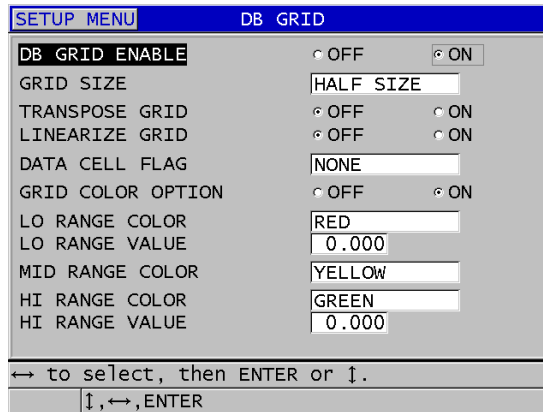 SETUP MENU DB GRID
DB GRID ENABLE OFF ON
GRID SIZE HALF SIZE
TRANSPOSE GRID OFF ON
LINEARIZE GRID OFF ON
DATA CELL FLAG NONE
GRID COLOR OPTION OFF ON
LO RANGE COLOR RED
LO RANGE VALUE 0.000
MID RANGE COLOR YELLOW
HI RANGE COLOR GREEN
HI RANGE VALUE 0.000
↔ to select, then ENTER or ↕.
↕,↔,ENTER